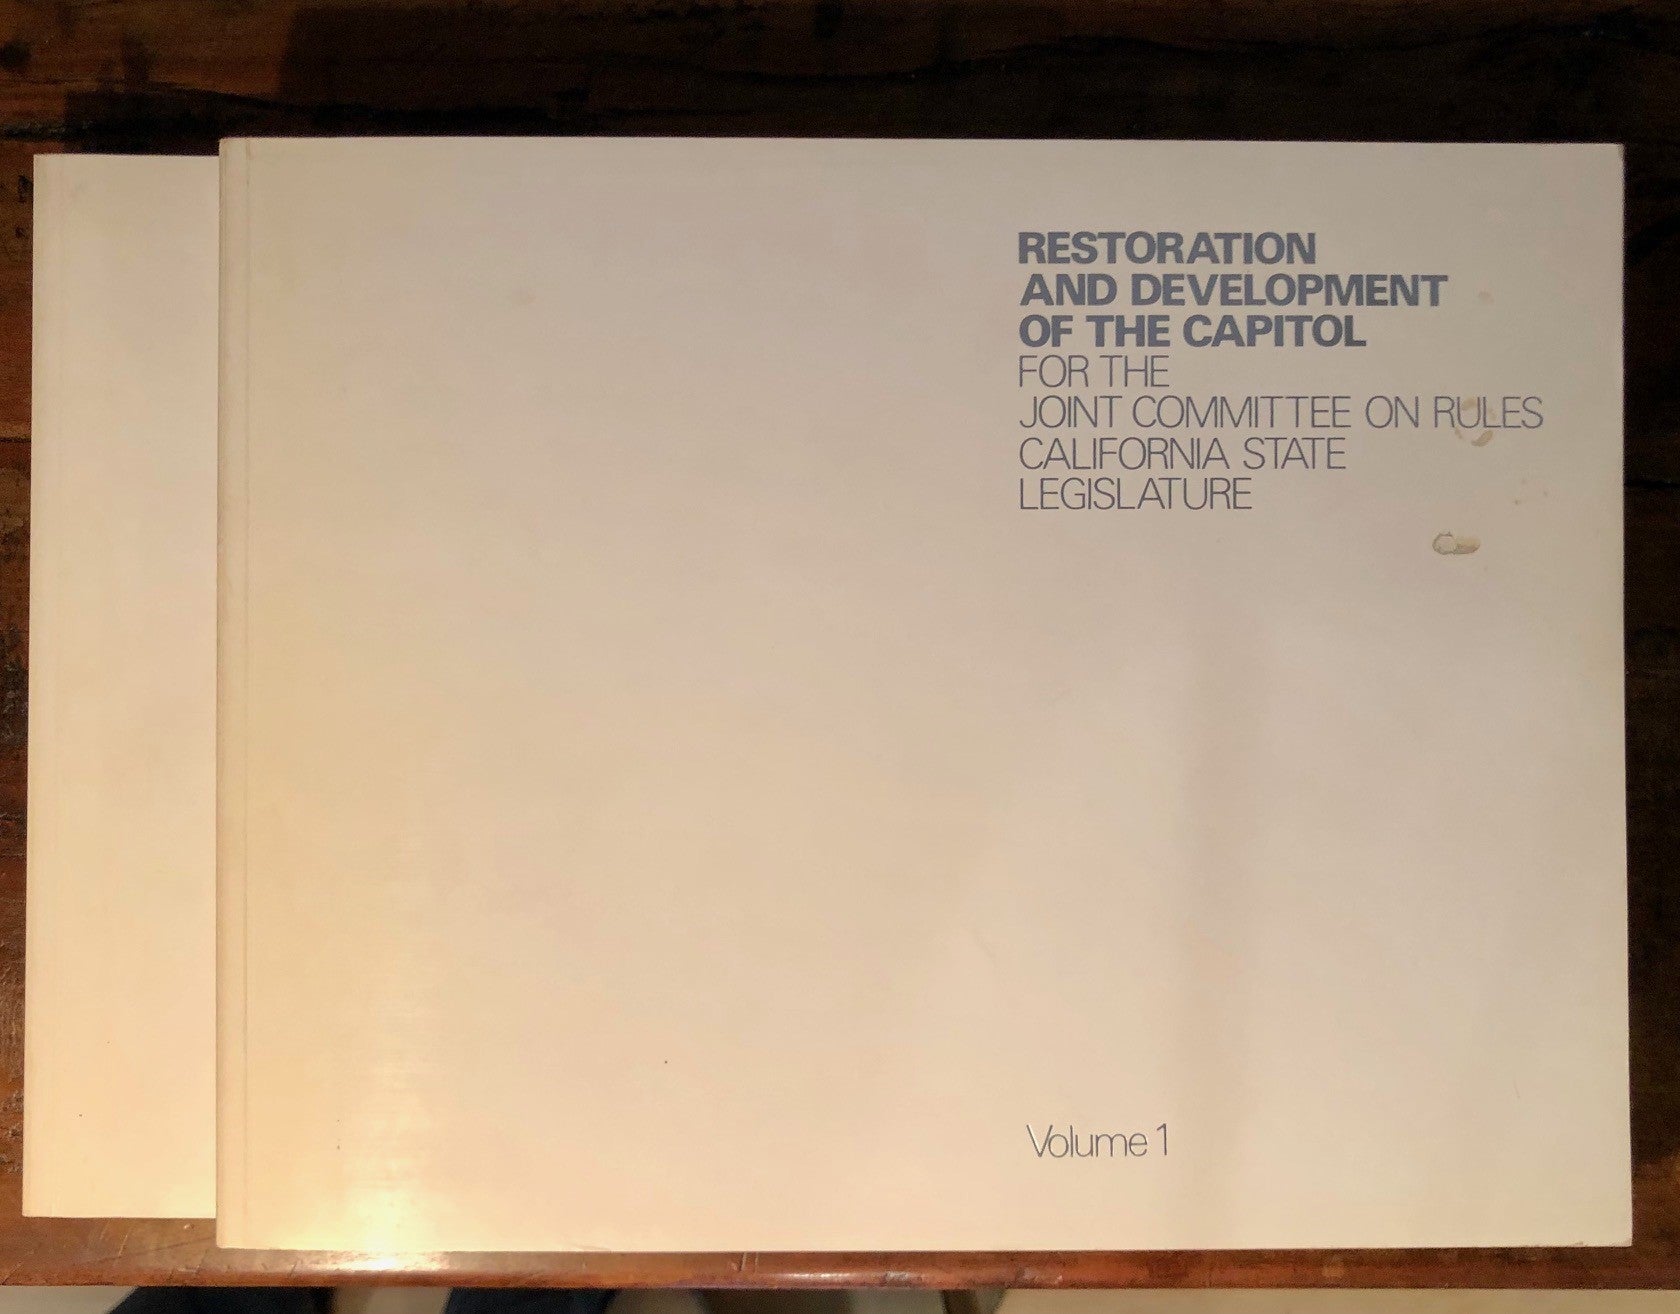 RESTORATION
AND DEVELOPMENT
OF THE CAPITOL
FOR THE
JOINT COMMITTEE ON RULES
CALIFORNIA STATE
LEGISLATURE
Volume 1